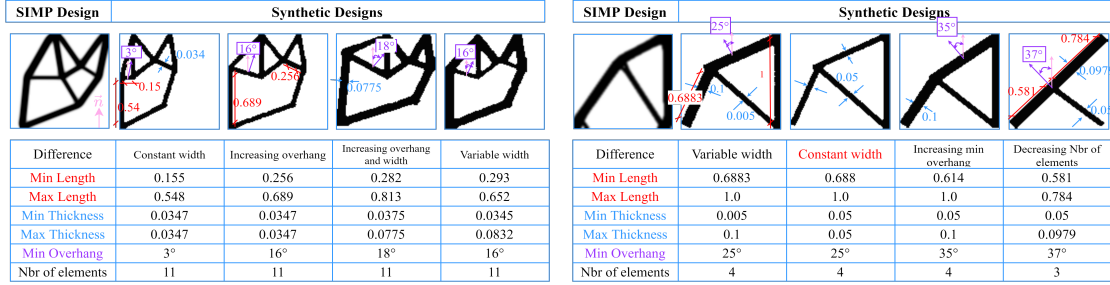 SIMP Design Synthetic Designs
3° 0.034 0.15 0.54 n
16° 0.256 0.689
18° 0.0775
16°
Difference Constant width Increasing overhang Increasing overhang and width Variable width
Min Length 0.155 0.256 0.282 0.293
Max Length 0.548 0.689 0.813 0.652
Min Thickness 0.0347 0.0347 0.0375 0.0345
Max Thickness 0.0347 0.0347 0.0775 0.0832
Min Overhang 3° 16° 18° 16°
Nbr of elements 11 11 11 11
SIMP Design Synthetic Designs
25° 0.6883 0.1 0.005 1
0.05
35° 0.1
37° 0.784 0.581 0.097 0.05
Difference Variable width Constant width Increasing min overhang Decreasing Nbr of elements
Min Length 0.6883 0.688 0.614 0.581
Max Length 1.0 1.0 1.0 0.784
Min Thickness 0.005 0.05 0.05 0.05
Max Thickness 0.1 0.05 0.1 0.0979
Min Overhang 25° 25° 35° 37°
Nbr of elements 4 4 4 3